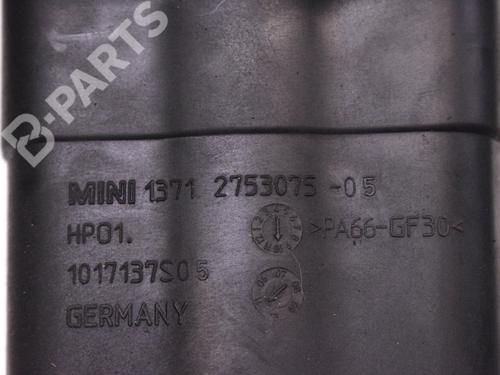 B-PARTS
MINI 1371 2753075 -05
HP01. >PA66-GF30<
1017137S05
GERMANY